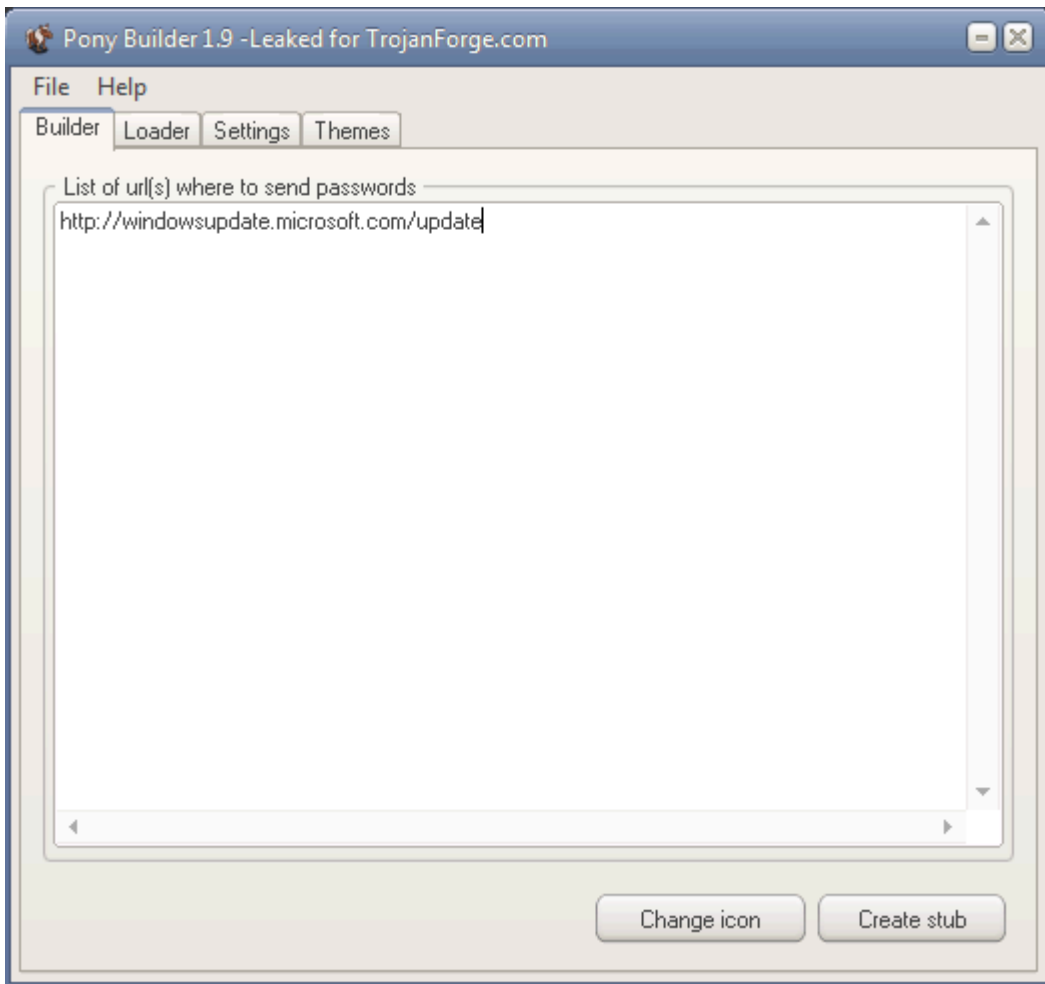 Pony Builder 1.9 -Leaked for TrojanForge.com
File Help
Builder Loader Settings Themes
List of url(s) where to send passwords
http://windowsupdate.microsoft.com/update
Change icon Create stub